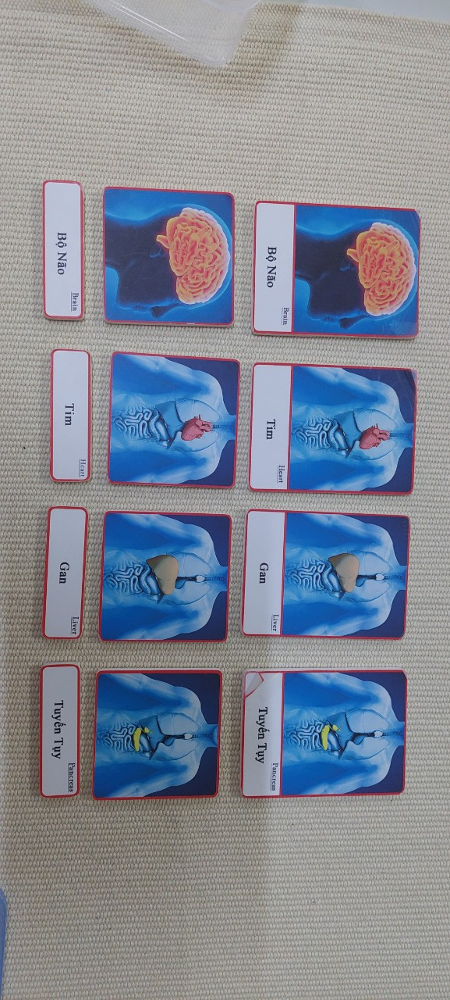 Bộ Não
Brain
Bộ Não
Brain
Tim
Heart
Tim
Heart
Gan
Liver
Gan
Liver
Tuyến Tụy
Pancreas
Tuyến Tụy
Pancreas